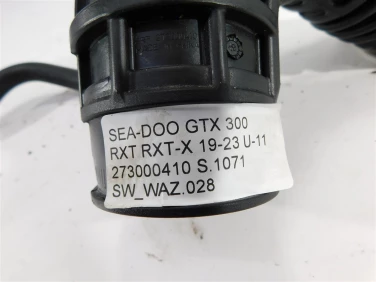 SEA-DOO GTX 300
RXT RXT-X 19-23 U-11
273000410 S.1071
SW_WAZ.028